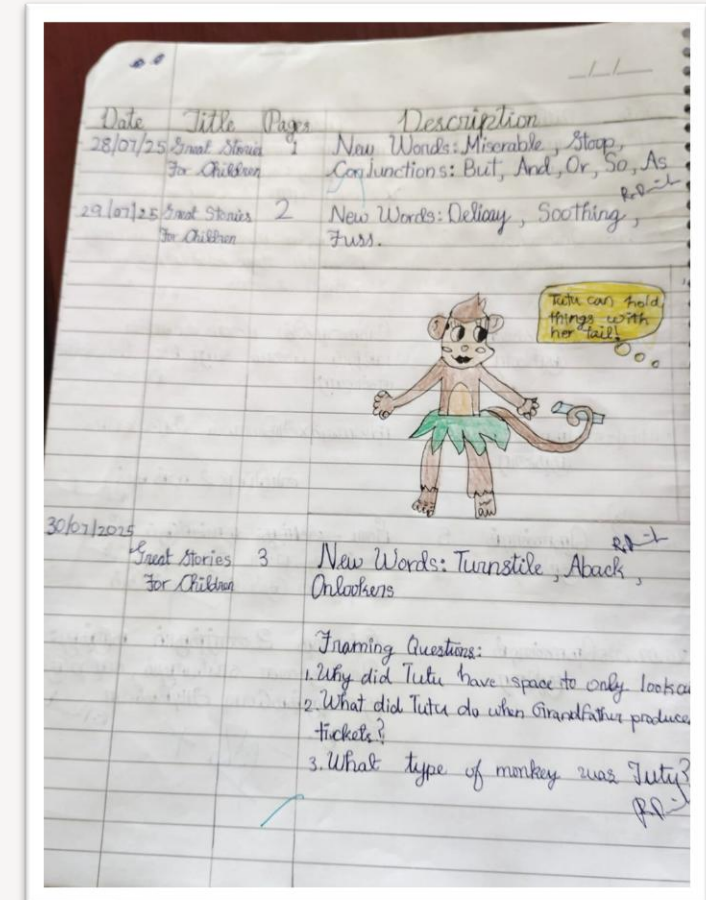 _/_/_
Date Title Pages Description
28/07/25 Great Stories 1 New Words: Miserable, Stoop,
For Children Conjunctions: But, And, Or, So, As
29/07/25 Great Stories 2 New Words: Delicay, Soothing,
For Children Fuss.
Tutu can hold
things with
her tail!
30/07/2025
Great Stories 3 New Words: Turnstile, Aback,
For Children Onlookers
Framing Questions:
1. Why did Tutu have space to only look
2. What did Tutu do when Grandfather produce
tickets?
3. What type of monkey was Tuty?